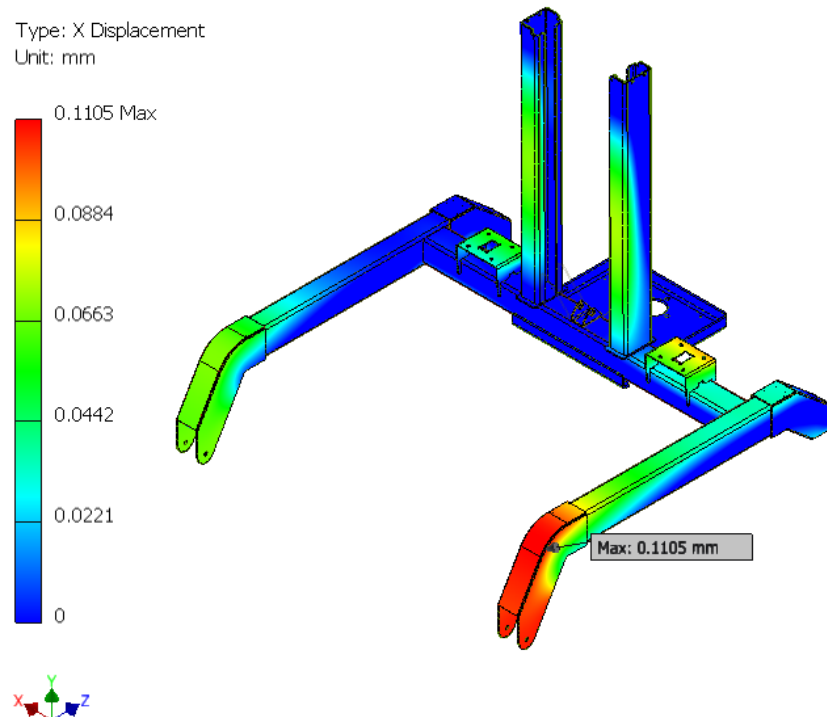 Type: X Displacement
Unit: mm
0.1105 Max
0.0884
0.0663
0.0442
0.0221
0
Max: 0.1105 mm
Y
X
Z